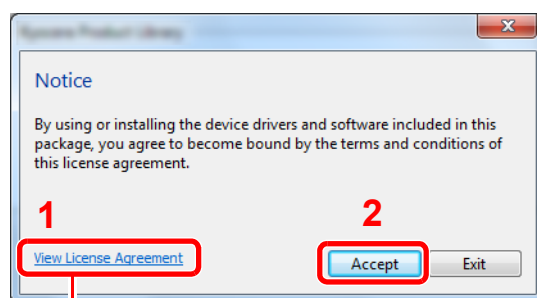 Notice
By using or installing the device drivers and software included in this
package, you agree to become bound by the terms and conditions of
this license agreement.
1
2
View License Agreement
Accept
Exit